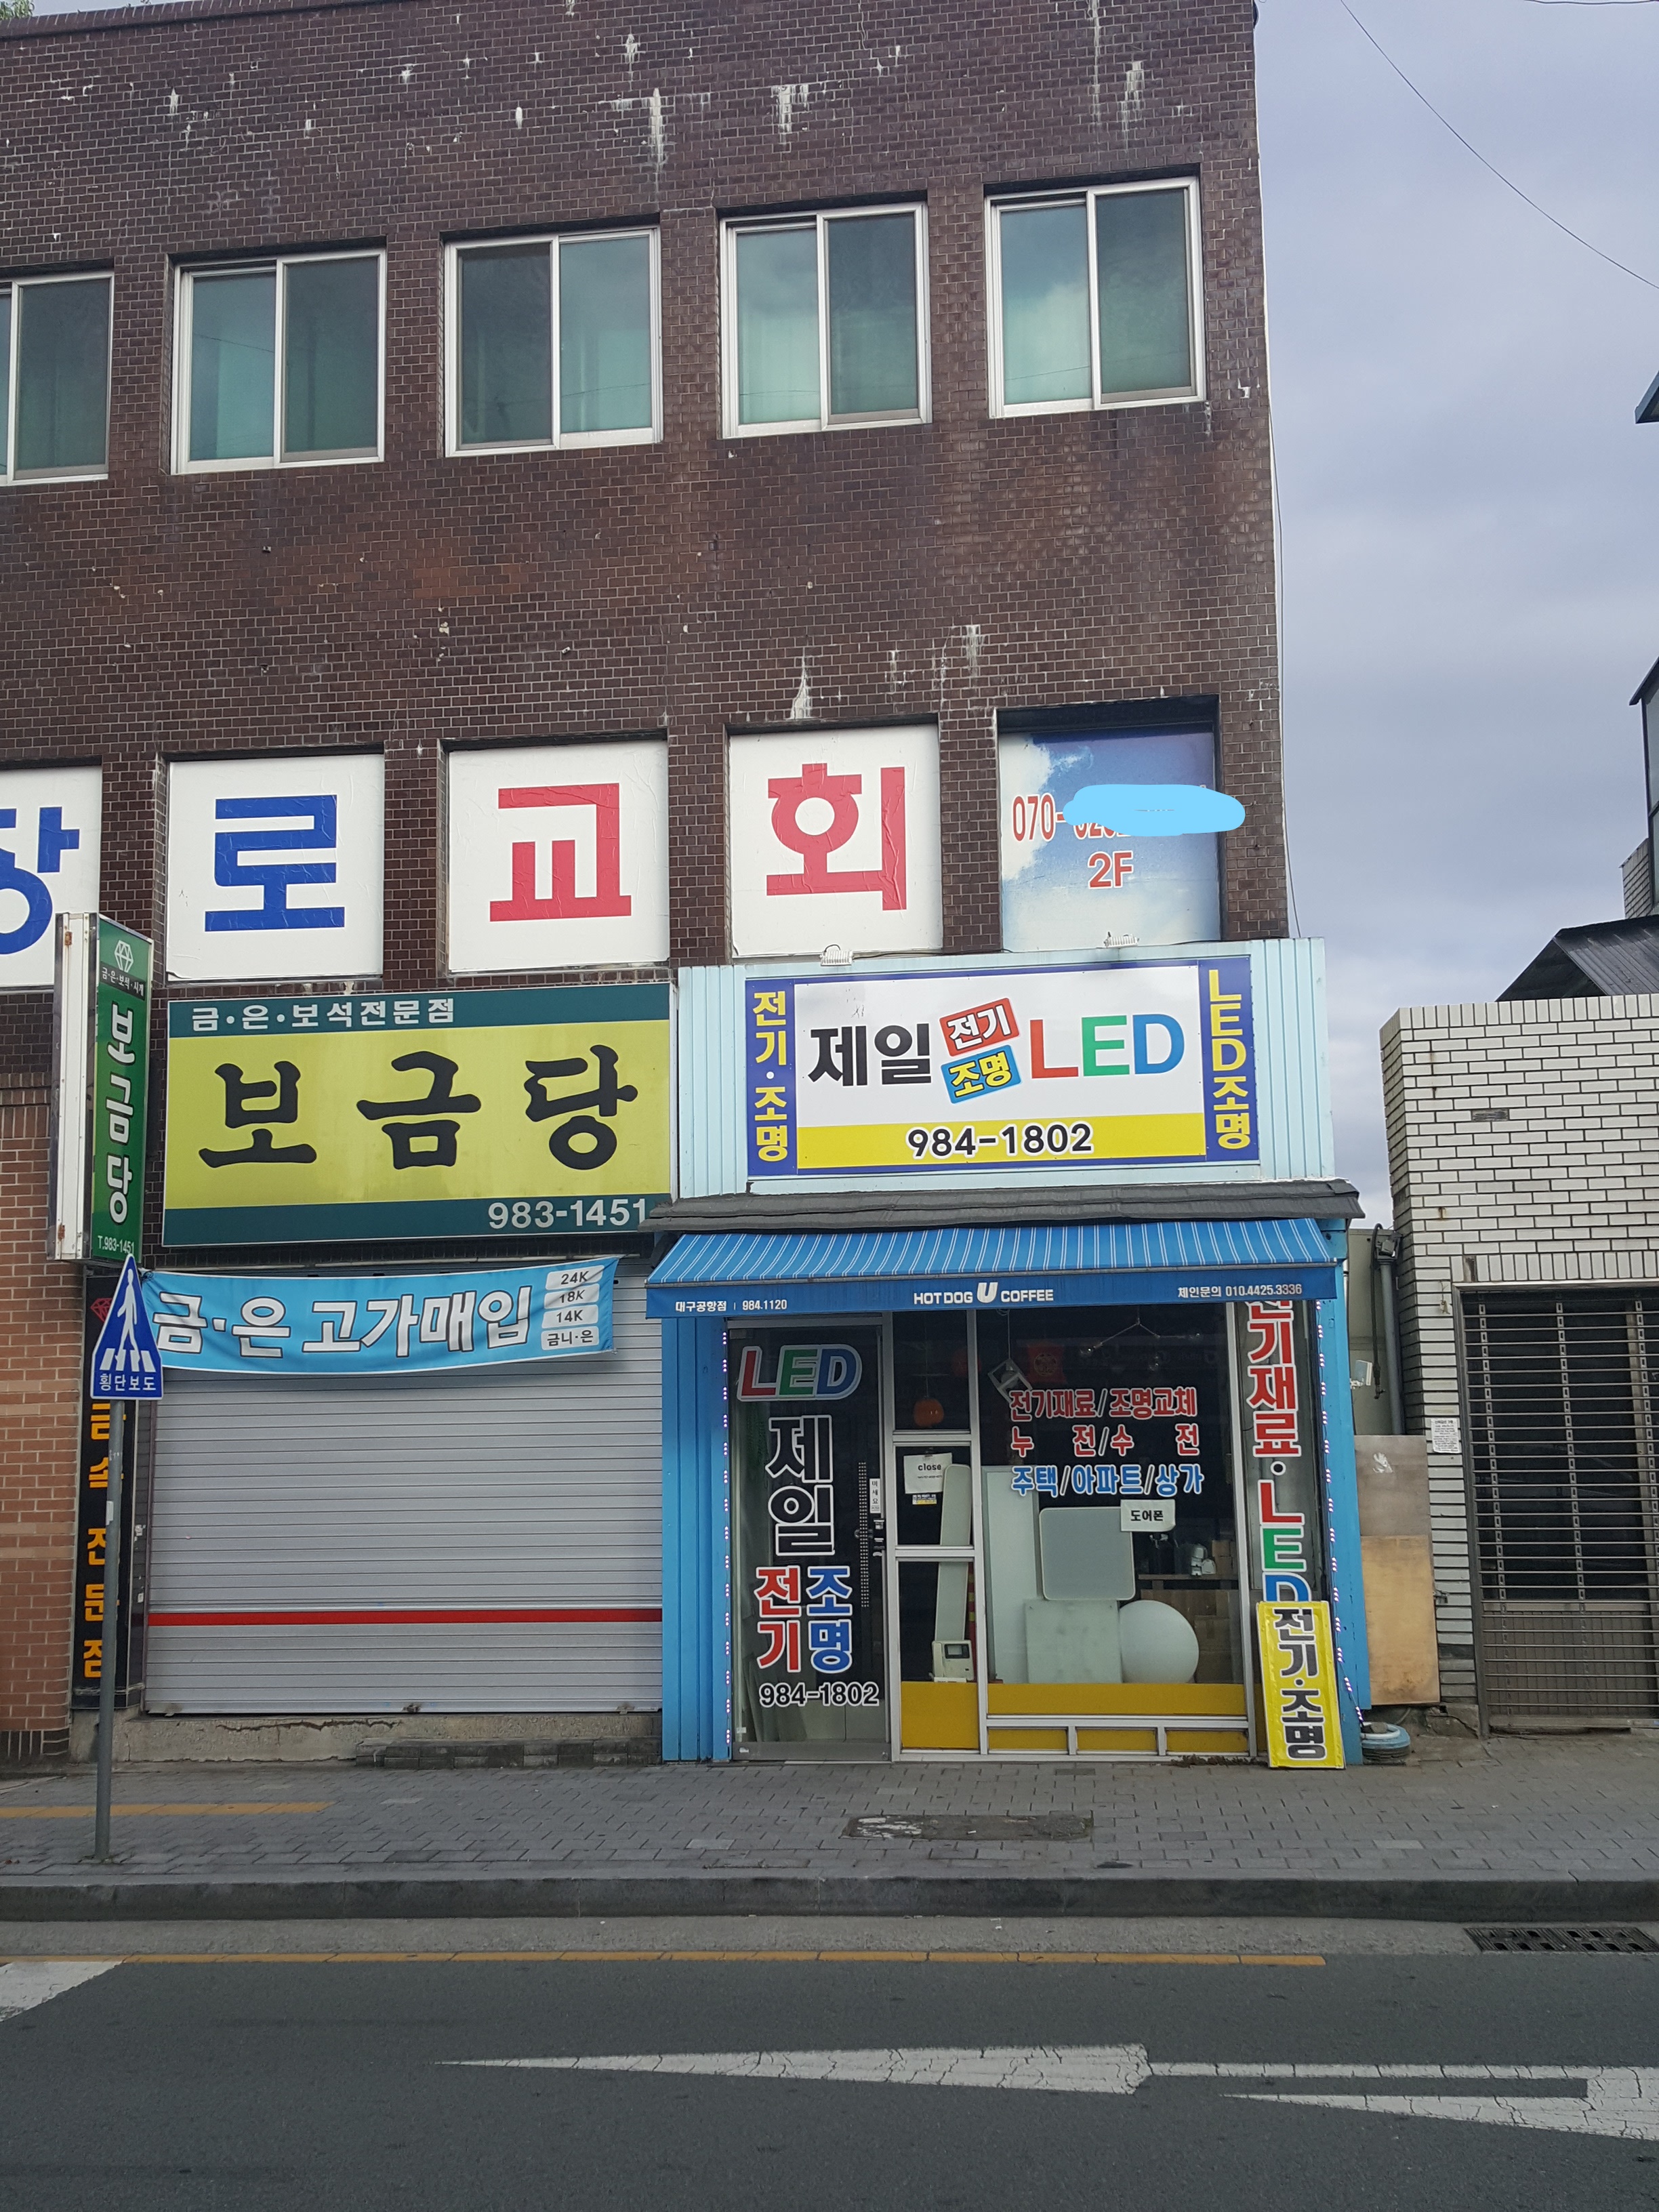 로교회
070-
2F
금·은·보석·시계
보금당
T.983-1451
금·은·보석전문점
보금당
983-1451
전기·조명
제일 전기 조명 LED
984-1802
LED조명
대구공항점 | 984.1120
HOTDOG U COFFEE
체인문의 010.4425.3336
금·은 고가매입
24K
18K
14K
금니·은
횡단보도
전문점
LED
제일
전기 조명
984-1802
close
전기재료/조명교체
누 전/수 전
주택/아파트/상가
도어폰
전기재료·LED
전기·조명